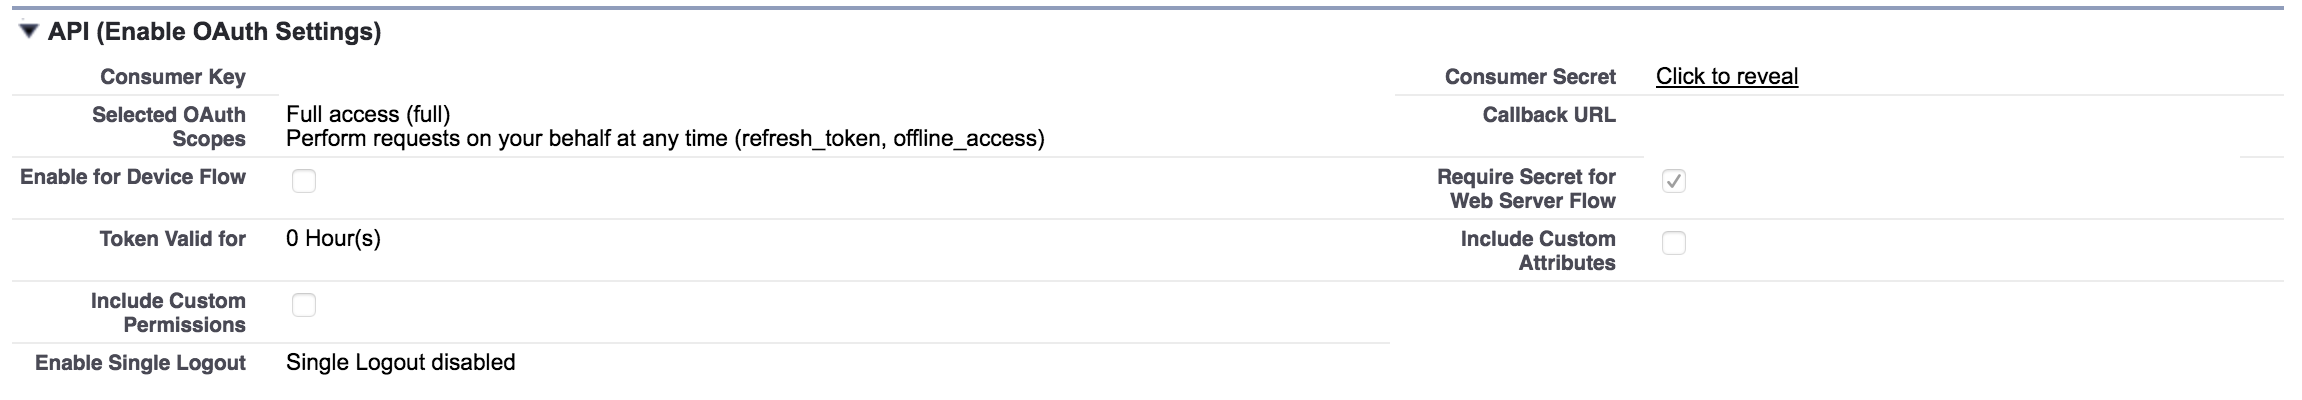 API (Enable OAuth Settings)
Consumer Key
Consumer Secret Click to reveal
Selected OAuth Scopes
Full access (full)
Perform requests on your behalf at any time (refresh_token, offline_access)
Callback URL
Enable for Device Flow
Require Secret for
Web Server Flow
Token Valid for 0 Hour(s)
Include Custom
Attributes
Include Custom
Permissions
Enable Single Logout Single Logout disabled